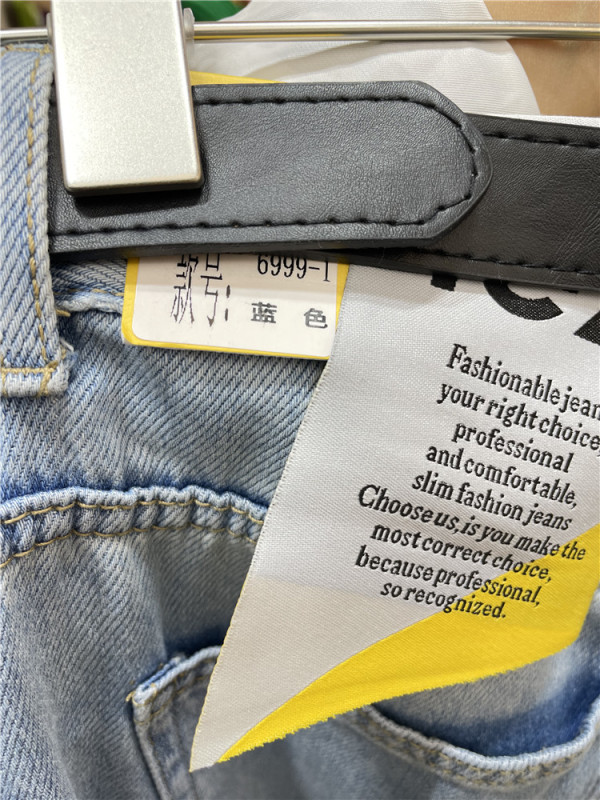 款号: 6999-1
蓝色
Fashionable jean
your right choice,
professional
and comfortable,
slim fashion jeans
Choose us.is you make the
most correct choice,
because professional,
so recognized.